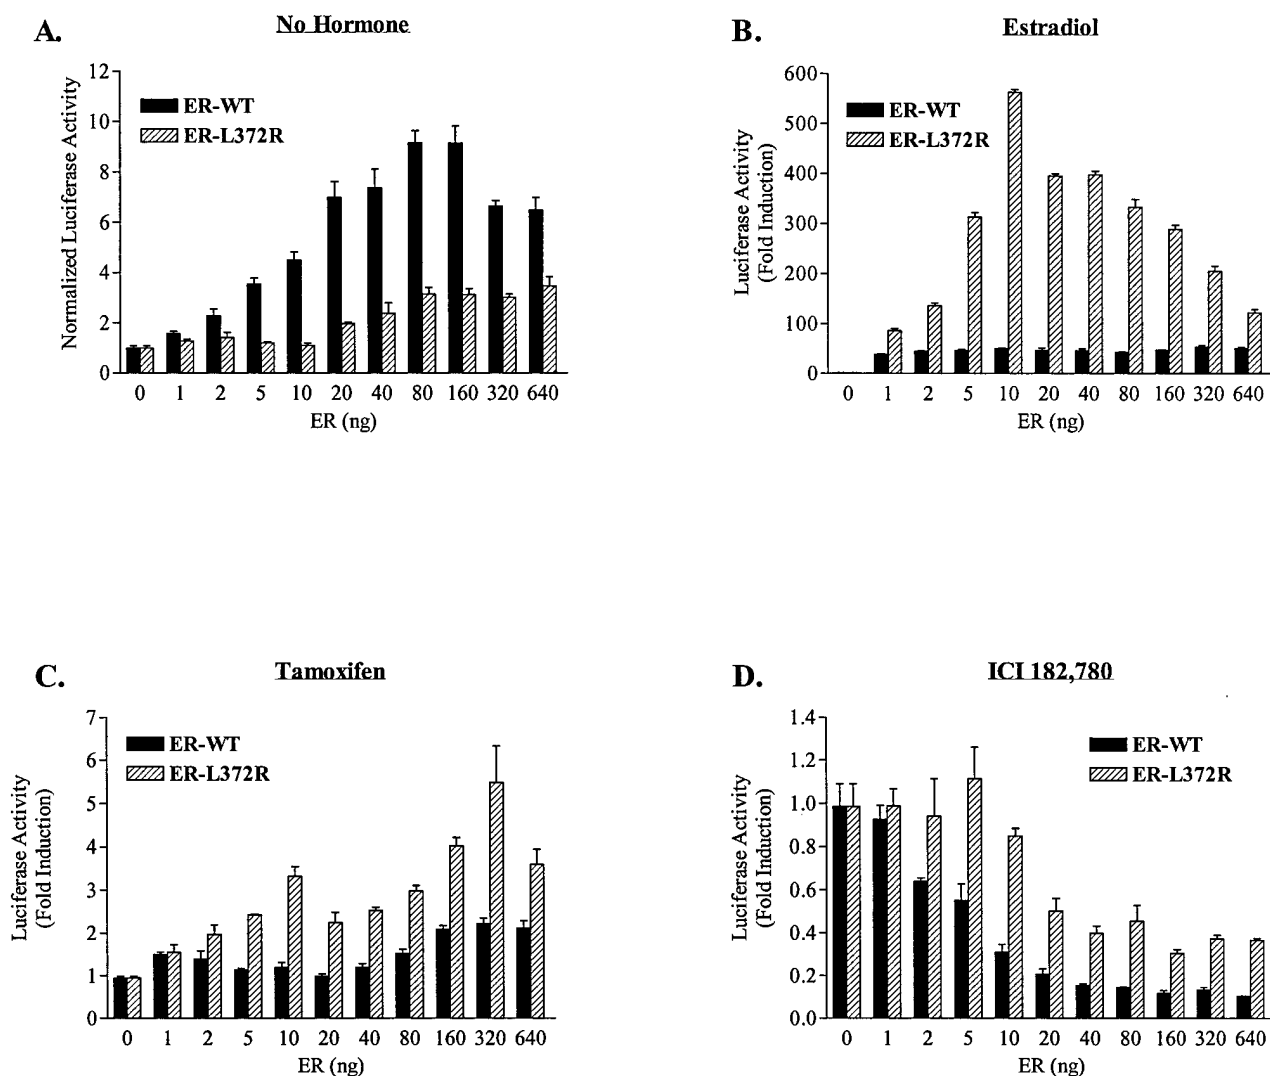 A.
No Hormone
12
10
8
6
4
2
0
Normalized Luciferase Activity
ER-WT
ER-L372R
0 1 2 5 10 20 40 80 160 320 640
ER (ng)
B.
Estradiol
600
500
400
300
200
100
0
Luciferase Activity
(Fold Induction)
ER-WT
ER-L372R
0 1 2 5 10 20 40 80 160 320 640
ER (ng)
C.
Tamoxifen
7
6
5
4
3
2
1
0
Luciferase Activity
(Fold Induction)
ER-WT
ER-L372R
0 1 2 5 10 20 40 80 160 320 640
ER (ng)
D.
ICI 182,780
1.4
1.2
1.0
0.8
0.6
0.4
0.2
0.0
Luciferase Activity
(Fold Induction)
ER-WT
ER-L372R
0 1 2 5 10 20 40 80 160 320 640
ER (ng)